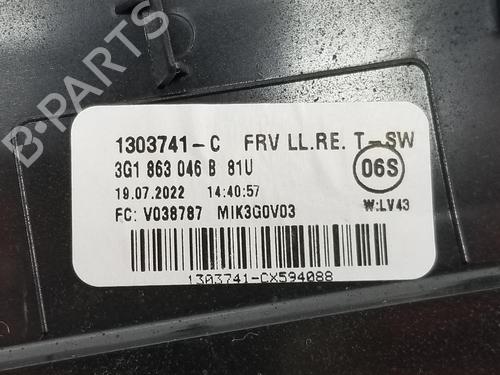 B-PARTS
1303741-C FRV LL.RE. T-SW
3G1 863 046 B 81U
06S
19.07.2022 14:40:57
W:LV43
FC: V038787 MIK3G0V03
1303741-CX594088